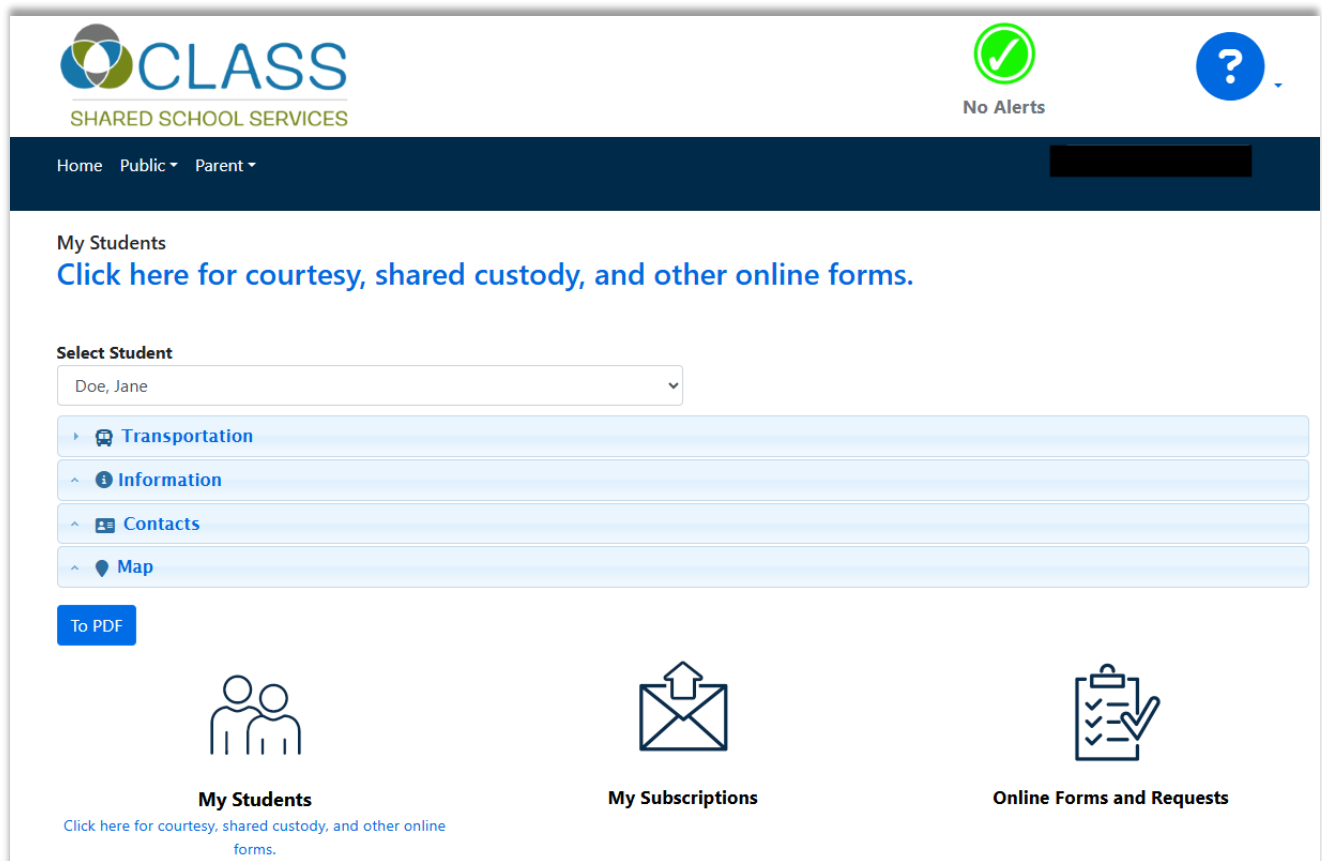 CLASS
SHARED SCHOOL SERVICES
No Alerts
?
Home Public Parent
My Students
Click here for courtesy, shared custody, and other online forms.
Select Student
Doe, Jane
Transportation
Information
Contacts
Map
To PDF
My Students
Click here for courtesy, shared custody, and other online
forms.
My Subscriptions
Online Forms and Requests